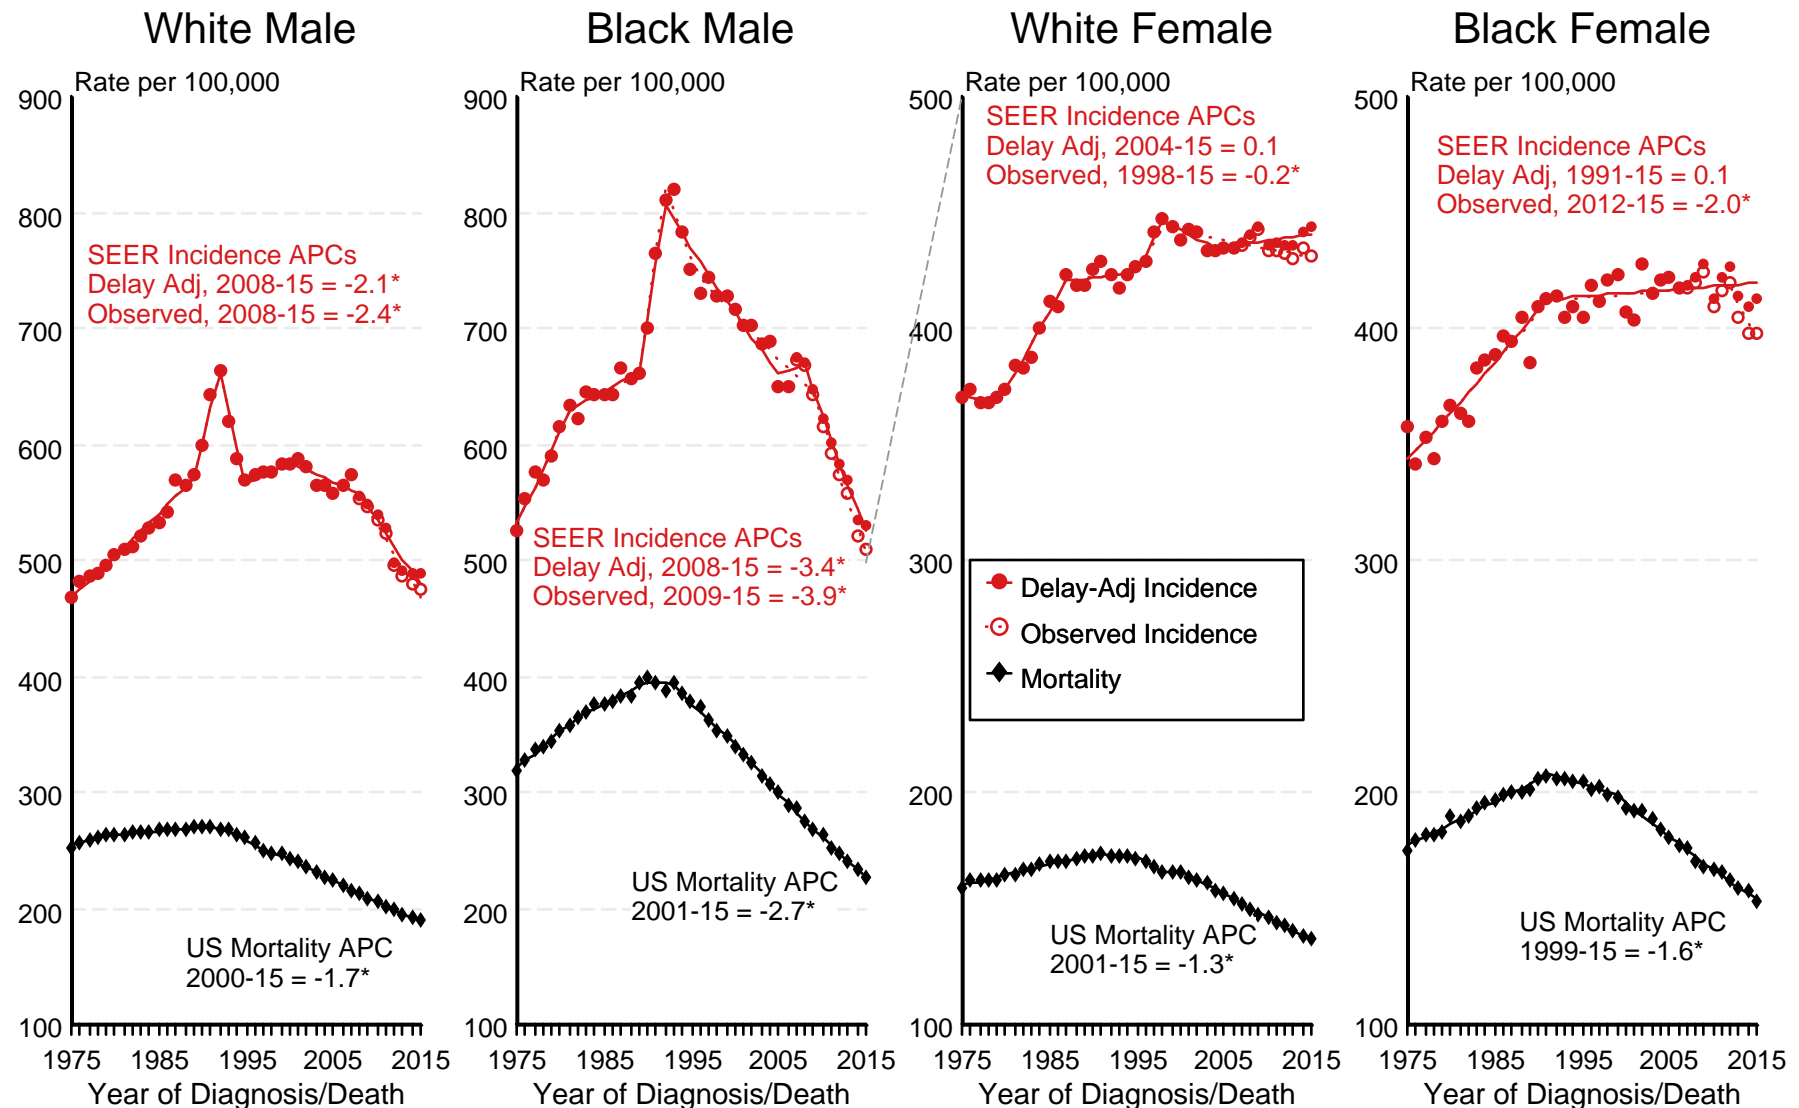 White Male
Rate per 100,000
900
800
700
600
500
400
300
200
100
SEER Incidence APCs
Delay Adj, 2008-15 = -2.1*
Observed, 2008-15 = -2.4*
US Mortality APC
2000-15 = -1.7*
1975 1985 1995 2005 2015
Year of Diagnosis/Death
Black Male
Rate per 100,000
900
800
700
600
500
400
300
200
100
SEER Incidence APCs
Delay Adj, 2008-15 = -3.4*
Observed, 2009-15 = -3.9*
US Mortality APC
2001-15 = -2.7*
1975 1985 1995 2005 2015
Year of Diagnosis/Death
White Female
Rate per 100,000
500
400
300
200
100
SEER Incidence APCs
Delay Adj, 2004-15 = 0.1
Observed, 1998-15 = -0.2*
Delay-Adj Incidence
Observed Incidence
Mortality
US Mortality APC
2001-15 = -1.3*
1975 1985 1995 2005 2015
Year of Diagnosis/Death
Black Female
Rate per 100,000
500
400
300
200
100
SEER Incidence APCs
Delay Adj, 1991-15 = 0.1
Observed, 2012-15 = -2.0*
US Mortality APC
1999-15 = -1.6*
1975 1985 1995 2005 2015
Year of Diagnosis/Death